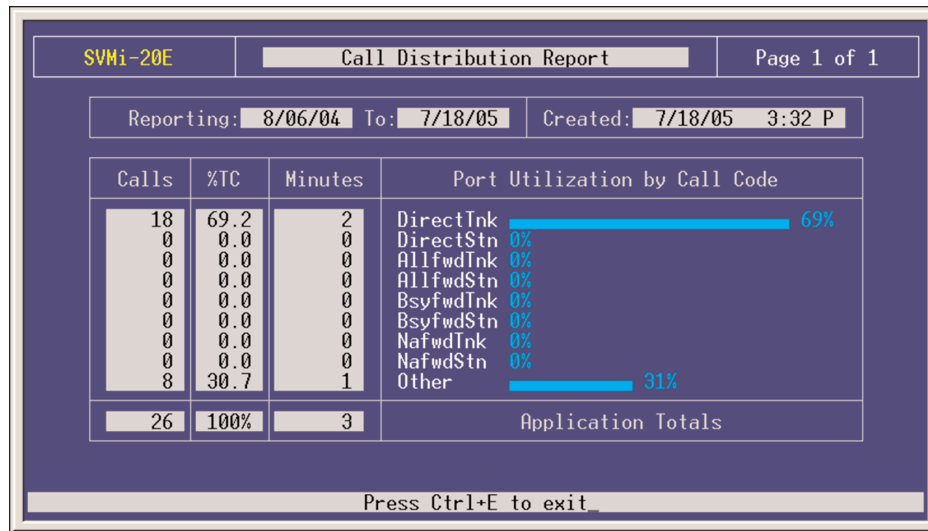 SVMi-20E Call Distribution Report Page 1 of 1
Reporting: 8/06/04 To: 7/18/05 Created: 7/18/05 3:32 P
Calls %TC Minutes Port Utilization by Call Code
18 69.2 2 DirectTnk 69%
0 0.0 0 DirectStn 0%
0 0.0 0 AllfwdTnk 0%
0 0.0 0 AllfwdStn 0%
0 0.0 0 BsyfwdTnk 0%
0 0.0 0 BsyfwdStn 0%
0 0.0 0 NafwdTnk 0%
0 0.0 0 NafwdStn 0%
8 30.7 1 Other 31%
26 100% 3 Application Totals
Press Ctrl+E to exit_